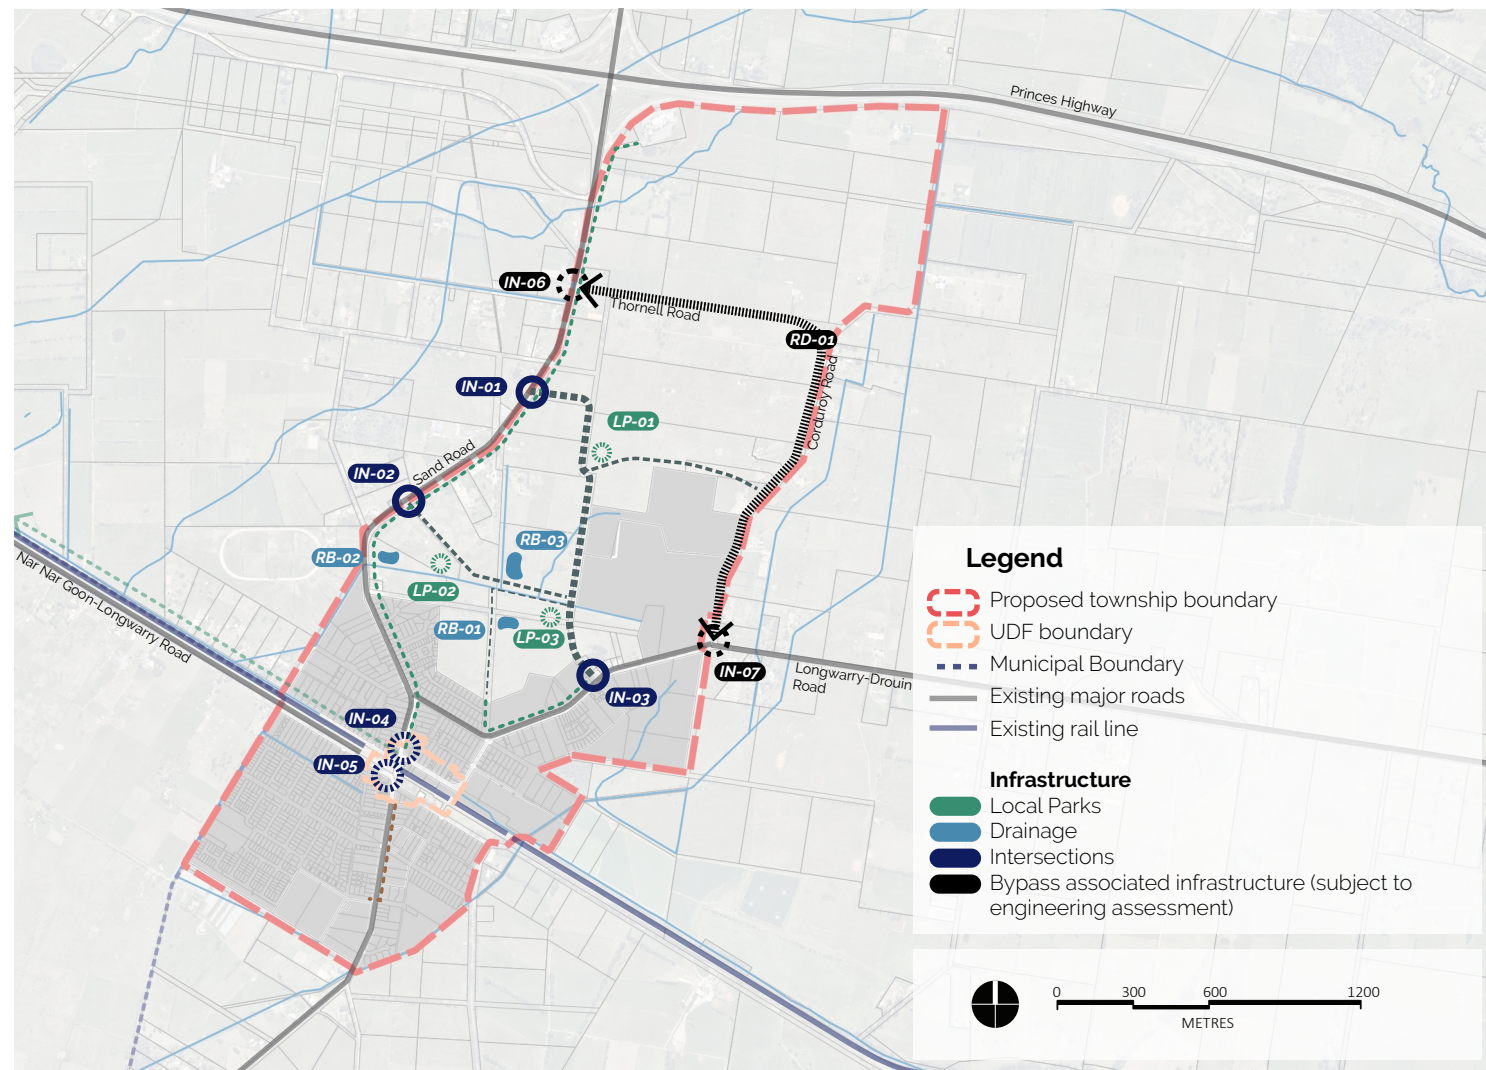 Princes Highway
IN-06
Thornell Road
RD-01
Corduroy Road
IN-01
LP-01
Sand Road
IN-02
RB-03
RB-02
LP-02
RB-01
LP-03
Nar Nar Goon-Longwarry Road
IN-07
Longwarry-Drouin
Road
IN-03
IN-04
IN-05
Legend
Proposed township boundary
UDF boundary
Municipal Boundary
Existing major roads
Existing rail line
Infrastructure
Local Parks
Drainage
Intersections
Bypass associated infrastructure (subject to
engineering assessment)
0 300 600 1200
METRES